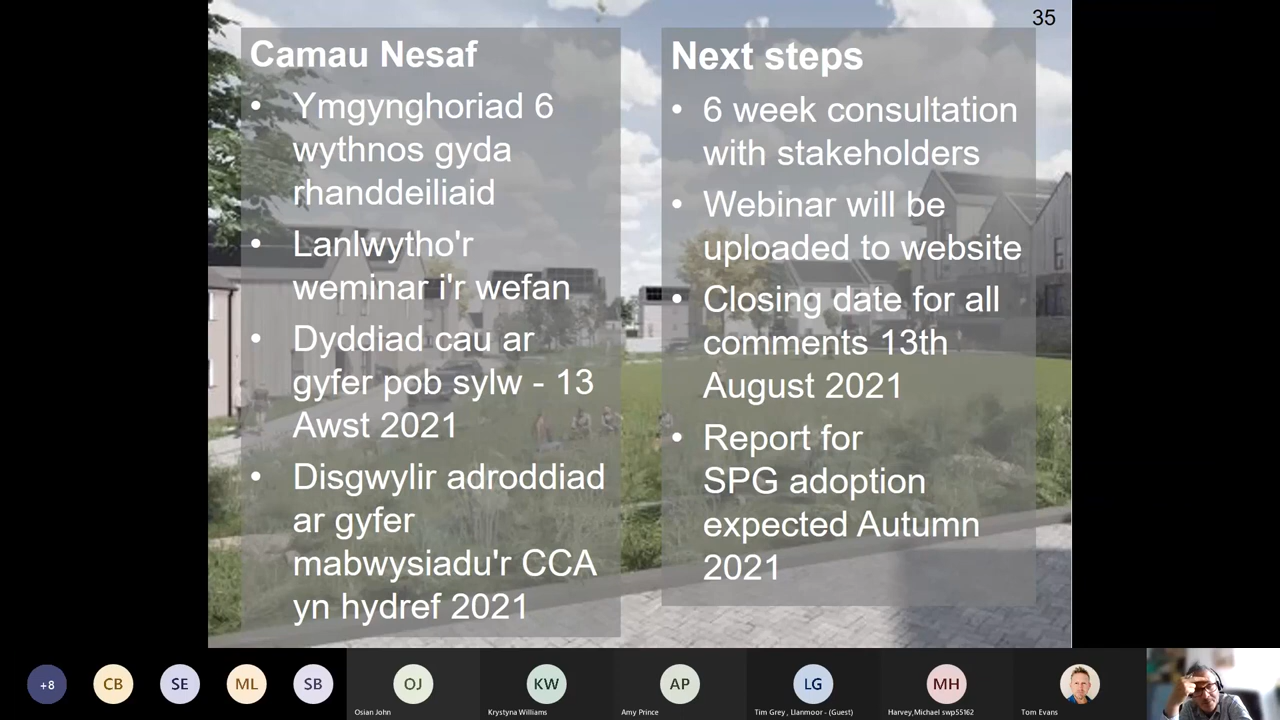 35
Camau Nesaf
• Ymgynghoriad 6
wythnos gyda
rhanddeiliaid
• Lanlwytho'r
weminar i'r wefan
• Dyddiad cau ar
gyfer pob sylw - 13
Awst 2021
• Disgwylir adroddiad
ar gyfer
mabwysiadu'r CCA
yn hydref 2021
Next steps
• 6 week consultation
with stakeholders
• Webinar will be
uploaded to website
• Closing date for all
comments 13th
August 2021
• Report for
SPG adoption
expected Autumn
2021
+8
CB
SE
ML
SB
OJ
Osian John
KW
Krystyna Williams
AP
Amy Prince
LG
Tim Grey , Llanmoor - (Guest)
MH
Harvey,Michael swp55162
Tom Evans